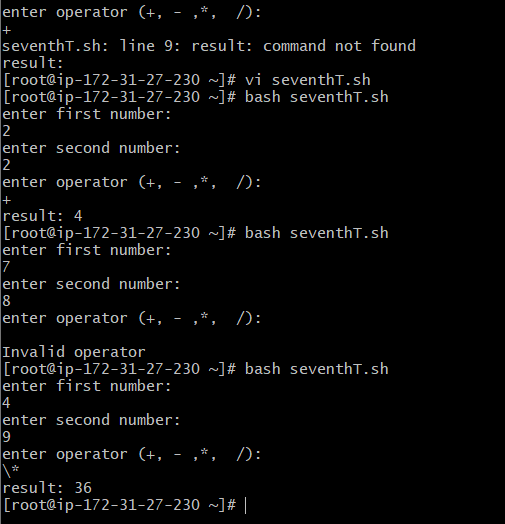 enter operator (+, - ,*,  /):
+
seventhT.sh: line 9: result: command not found
result:
[root@ip-172-31-27-230 ~]# vi seventhT.sh
[root@ip-172-31-27-230 ~]# bash seventhT.sh
enter first number:
2
enter second number:
2
enter operator (+, - ,*,  /):
+
result: 4
[root@ip-172-31-27-230 ~]# bash seventhT.sh
enter first number:
7
enter second number:
8
enter operator (+, - ,*,  /):

Invalid operator
[root@ip-172-31-27-230 ~]# bash seventhT.sh
enter first number:
4
enter second number:
9
enter operator (+, - ,*,  /):
\*
result: 36
[root@ip-172-31-27-230 ~]#